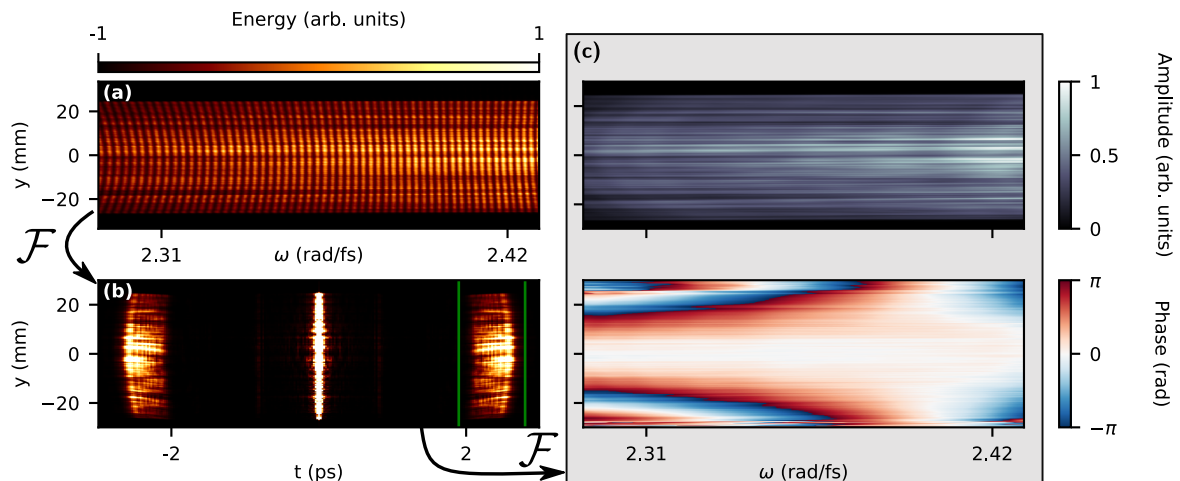 Energy (arb. units)
-1 1
(a)
y (mm)
20
0
−20
2.31 ω (rad/fs) 2.42
ℱ
(b)
y (mm)
20
0
−20
-2 2
t (ps)
ℱ
(c)
1
0.5
0
Amplitude (arb. units)
π
0
−π
Phase (rad)
2.31 2.42
ω (rad/fs)